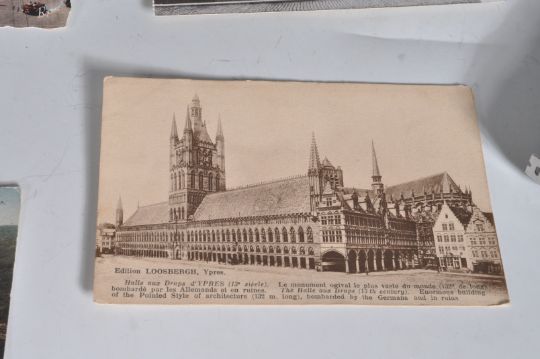 Edition LOOSBERGH, Ypres.
Halls aux Draps d'YPRES (13e siècle). Le monument ogival le plus vaste du monde (132m de long)
bombardé par les Allemands et en ruines. The Halls aux Draps (13th century). Enormous building
of the Pointed Style of architecture (132 m. long), bombarded by the Germans and in ruins